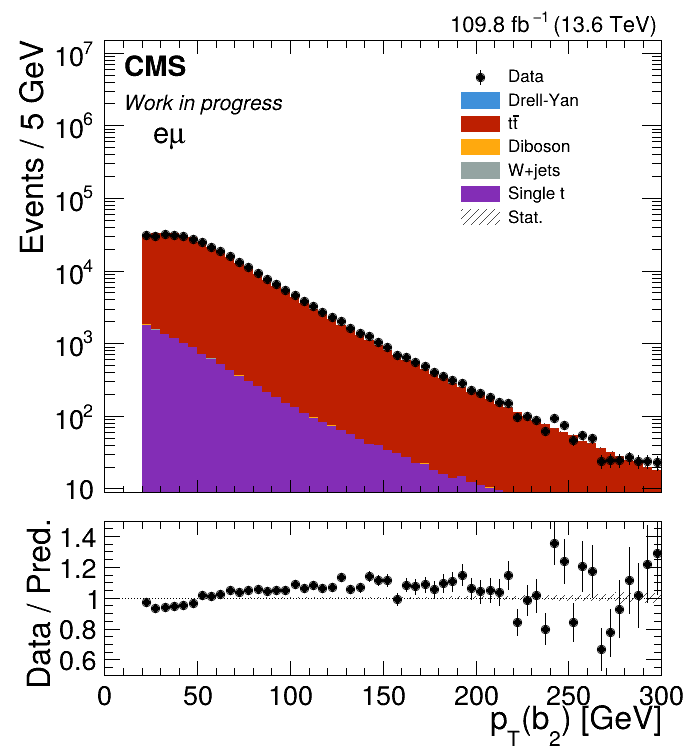 109.8 fb⁻¹ (13.6 TeV)
CMS
Work in progress
eμ
Data
Drell-Yan
tt̄
Diboson
W+jets
Single t
Stat.
Events / 5 GeV
10⁷
10⁶
10⁵
10⁴
10³
10²
10
Data / Pred.
1.4
1.2
1
0.8
0.6
0 50 100 150 200 250 300
p_T(b₂) [GeV]